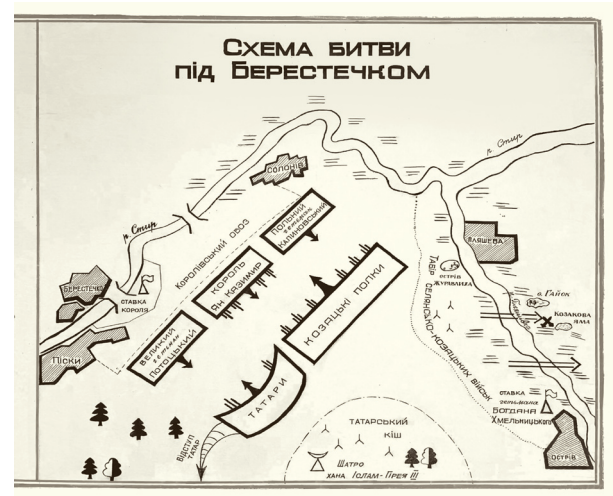 Схема битви
під Берестечком
р. Стир
р. Стир
Солонів
Королівський обоз
Польний
гетьман
Калиновський
Король
Ян Казимир
Великий
гетьман
Потоцький
Берестечко
Ставка
короля
Піски
Козацькі полки
Татари
Відступ
татар
Татарський
кіш
Шатро
хана Іслам-Гірея III
Табір селянсько-козацьких військ
острів
Журавлиха
Пляшева
о. Гайок
Козакова
яма
Ставка
гетьмана
Богдана
Хмельницького
Острів